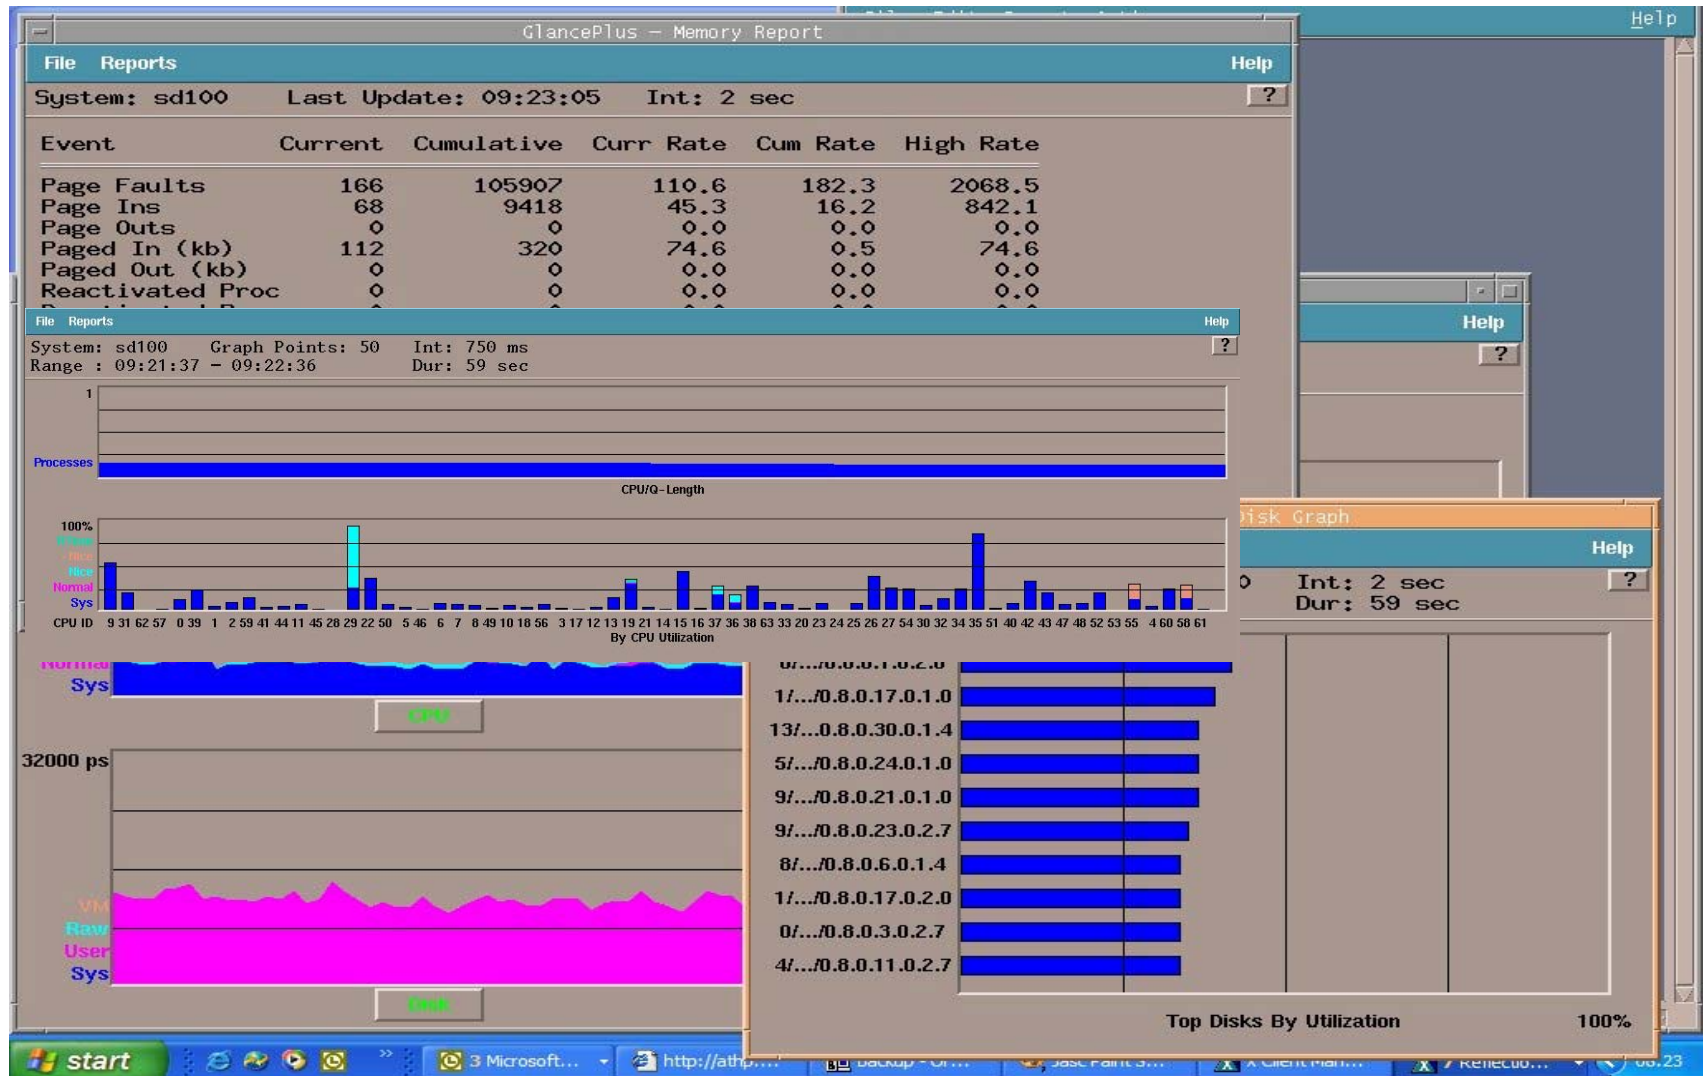 Help
GlancePlus — Memory Report
File Reports Help
System: sd100 Last Update: 09:23:05 Int: 2 sec ?
Event Current Cumulative Curr Rate Cum Rate High Rate
Page Faults 166 105907 110.6 182.3 2068.5
Page Ins 68 9418 45.3 16.2 842.1
Page Outs 0 0 0.0 0.0 0.0
Paged In (kb) 112 320 74.6 0.5 74.6
Paged Out (kb) 0 0 0.0 0.0 0.0
Reactivated Proc 0 0 0.0 0.0 0.0
Help
?
File Reports Help
System: sd100 Graph Points: 50 Int: 750 ms ?
Range : 09:21:37 - 09:22:36 Dur: 59 sec
1
Processes
CPU/Q-Length
100%
Nice
Normal
Sys
CPU ID 9 31 62 57 0 39 1 2 59 41 44 11 45 28 29 22 50 5 46 6 7 8 49 10 18 56 3 17 12 13 19 21 14 15 16 37 36 38 63 33 20 23 24 25 26 27 54 30 32 34 35 51 40 42 43 47 48 52 53 55 4 60 58 61
By CPU Utilization
Normal
Sys
CPU
32000 ps
VM
Raw
User
Sys
Disk
Disk Graph
Help
Int: 2 sec ?
Dur: 59 sec
1/.../0.8.0.17.0.1.0
13/...0.8.0.30.0.1.4
5/.../0.8.0.24.0.1.0
9/.../0.8.0.21.0.1.0
9/.../0.8.0.23.0.2.7
8/.../0.8.0.6.0.1.4
1/.../0.8.0.17.0.2.0
0/.../0.8.0.3.0.2.7
4/.../0.8.0.11.0.2.7
Top Disks By Utilization 100%
start » 3 Microsoft... http://athp.... Backup - Or... Jasc Paint S... X Client Man... 7 Reflectio...